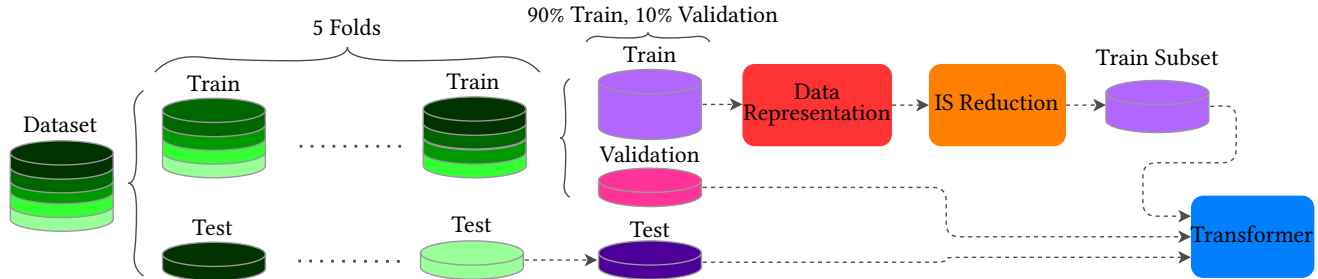 90% Train, 10% Validation
5 Folds
Train
Train
Train
Train Subset
Data
Representation
IS Reduction
Dataset
Validation
Test
Test
Test
Transformer